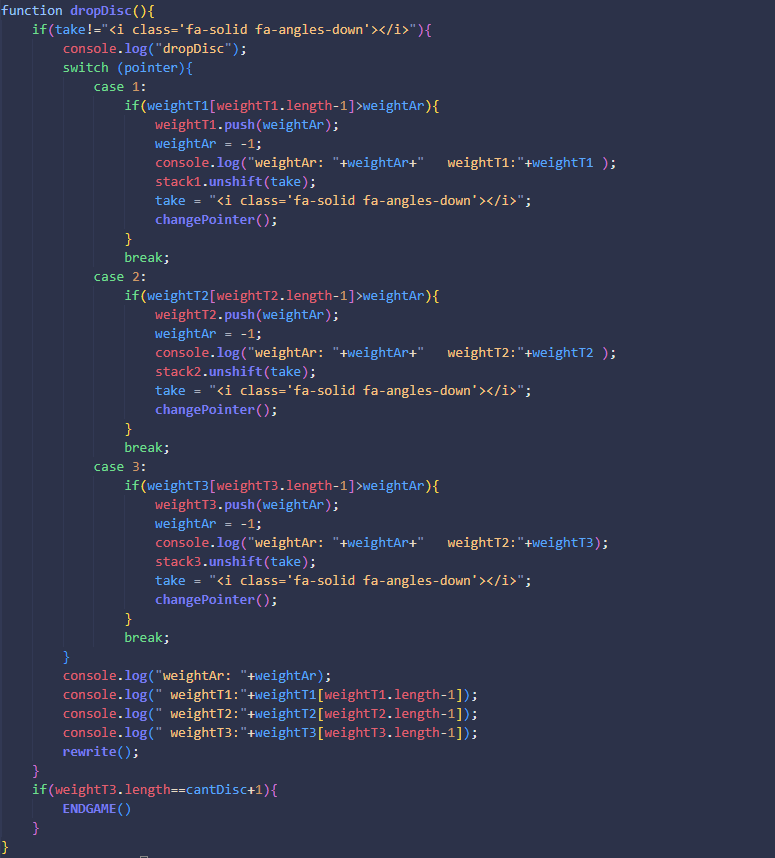 function dropDisc(){
    if(take!="<i class='fa-solid fa-angles-down'></i>"){
        console.log("dropDisc");
        switch (pointer){
            case 1:
                if(weightT1[weightT1.length-1]>weightAr){
                    weightT1.push(weightAr);
                    weightAr = -1;
                    console.log("weightAr: "+weightAr+"   weightT1:"+weightT1 );
                    stack1.unshift(take);
                    take = "<i class='fa-solid fa-angles-down'></i>";
                    changePointer();
                }
                break;
            case 2:
                if(weightT2[weightT2.length-1]>weightAr){
                    weightT2.push(weightAr);
                    weightAr = -1;
                    console.log("weightAr: "+weightAr+"   weightT2:"+weightT2 );
                    stack2.unshift(take);
                    take = "<i class='fa-solid fa-angles-down'></i>";
                    changePointer();
                }
                break;
            case 3:
                if(weightT3[weightT3.length-1]>weightAr){
                    weightT3.push(weightAr);
                    weightAr = -1;
                    console.log("weightAr: "+weightAr+"   weightT2:"+weightT3);
                    stack3.unshift(take);
                    take = "<i class='fa-solid fa-angles-down'></i>";
                    changePointer();
                }
                break;
        }
        console.log("weightAr: "+weightAr);
        console.log(" weightT1:"+weightT1[weightT1.length-1]);
        console.log(" weightT2:"+weightT2[weightT2.length-1]);
        console.log(" weightT3:"+weightT3[weightT3.length-1]);
        rewrite();
    }
    if(weightT3.length==cantDisc+1){
        ENDGAME()
    }
}